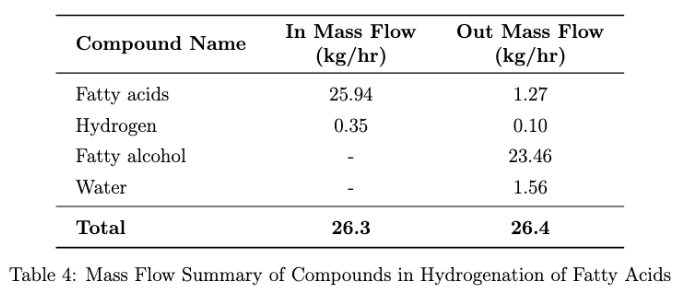 Compound Name In Mass Flow (kg/hr) Out Mass Flow (kg/hr)
Fatty acids 25.94 1.27
Hydrogen 0.35 0.10
Fatty alcohol - 23.46
Water - 1.56
Total 26.3 26.4
Table 4: Mass Flow Summary of Compounds in Hydrogenation of Fatty Acids